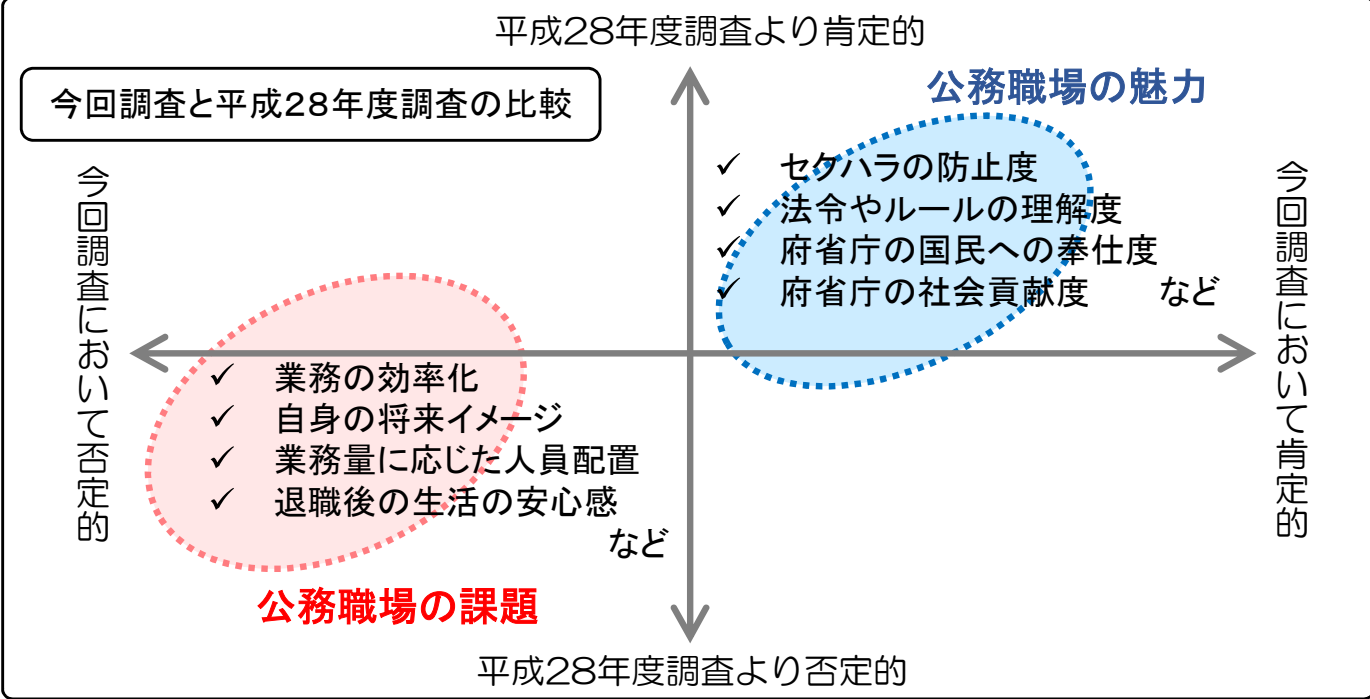 平成28年度調査より肯定的
今回調査と平成28年度調査の比較
公務職場の魅力
✓ セクハラの防止度
✓ 法令やルールの理解度
✓ 府省庁の国民への奉仕度
✓ 府省庁の社会貢献度 など
今回調査において否定的
今回調査において肯定的
✓ 業務の効率化
✓ 自身の将来イメージ
✓ 業務量に応じた人員配置
✓ 退職後の生活の安心感
など
公務職場の課題
平成28年度調査より否定的